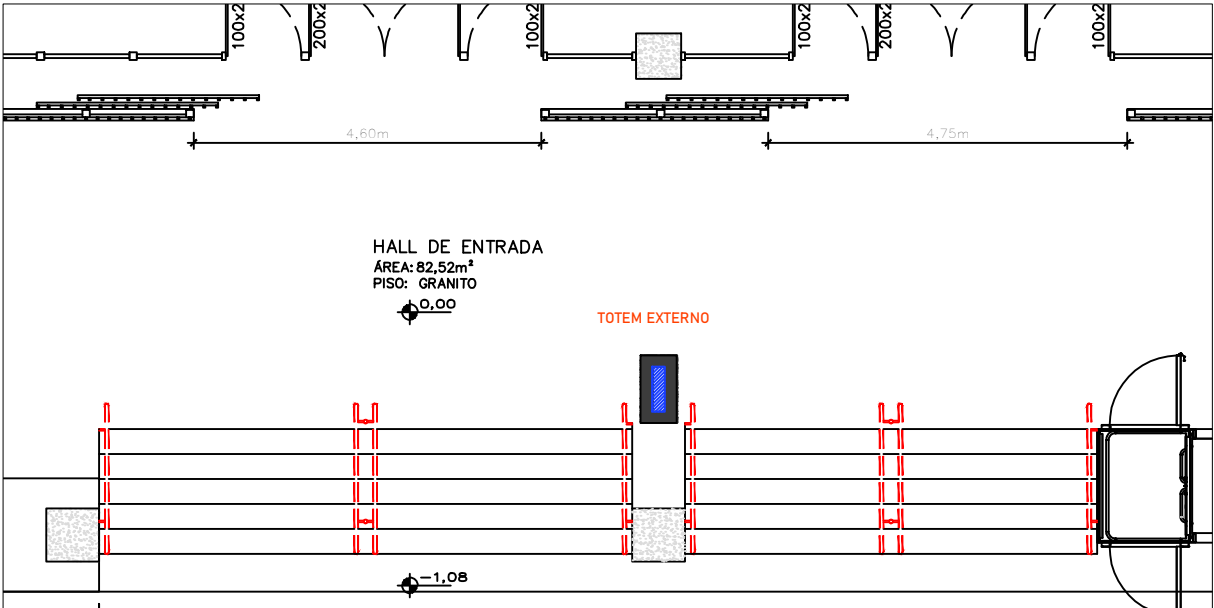 100x2
200x2
100x2
100x2
200x2
100x2
4,60m
4,75m
HALL DE ENTRADA
ÁREA: 82,52m²
PISO: GRANITO
0,00
TOTEM EXTERNO
-1,08